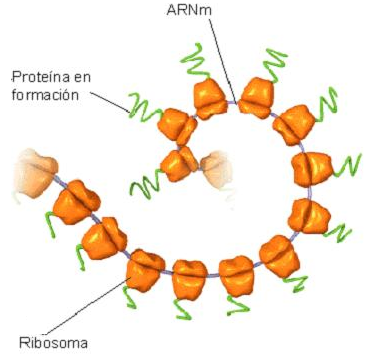 ARNm
Proteína en
formación
Ribosoma